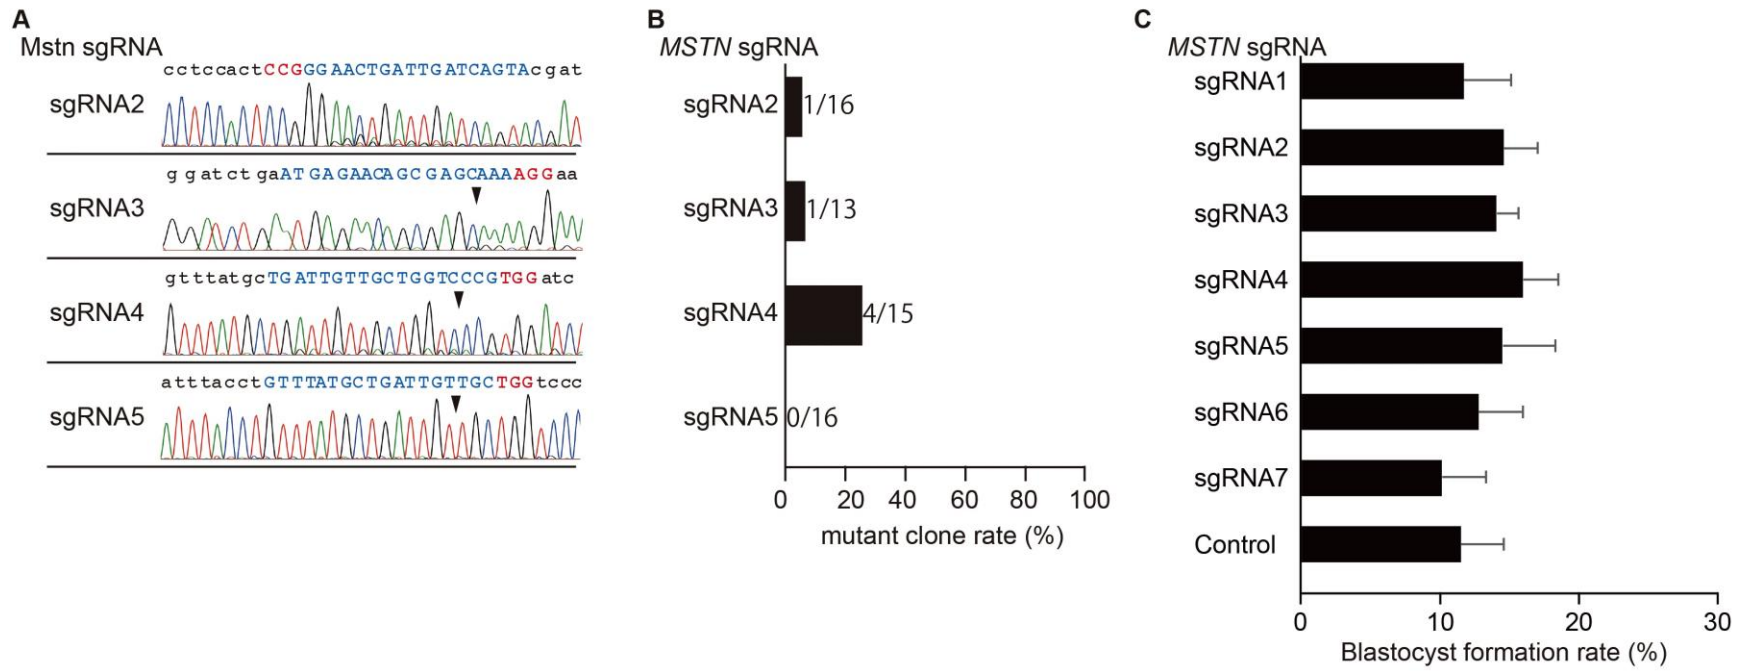 A
Mstn sgRNA
cctccactCCGGGAACTGATTGATCAGTAcgat
sgRNA2
ggatctgaATGAGAACAGCGAGCAAAAGGaa
sgRNA3
gtttatgcTGATTGTTGCTGGTCCCGTGGatc
sgRNA4
atttacctGTTTATGCTGATTGTTGCTGGtccc
sgRNA5
B
MSTN sgRNA
sgRNA2 1/16
sgRNA3 1/13
sgRNA4 4/15
sgRNA5 0/16
0 20 40 60 80 100
mutant clone rate (%)
C
MSTN sgRNA
sgRNA1
sgRNA2
sgRNA3
sgRNA4
sgRNA5
sgRNA6
sgRNA7
Control
0 10 20 30
Blastocyst formation rate (%)